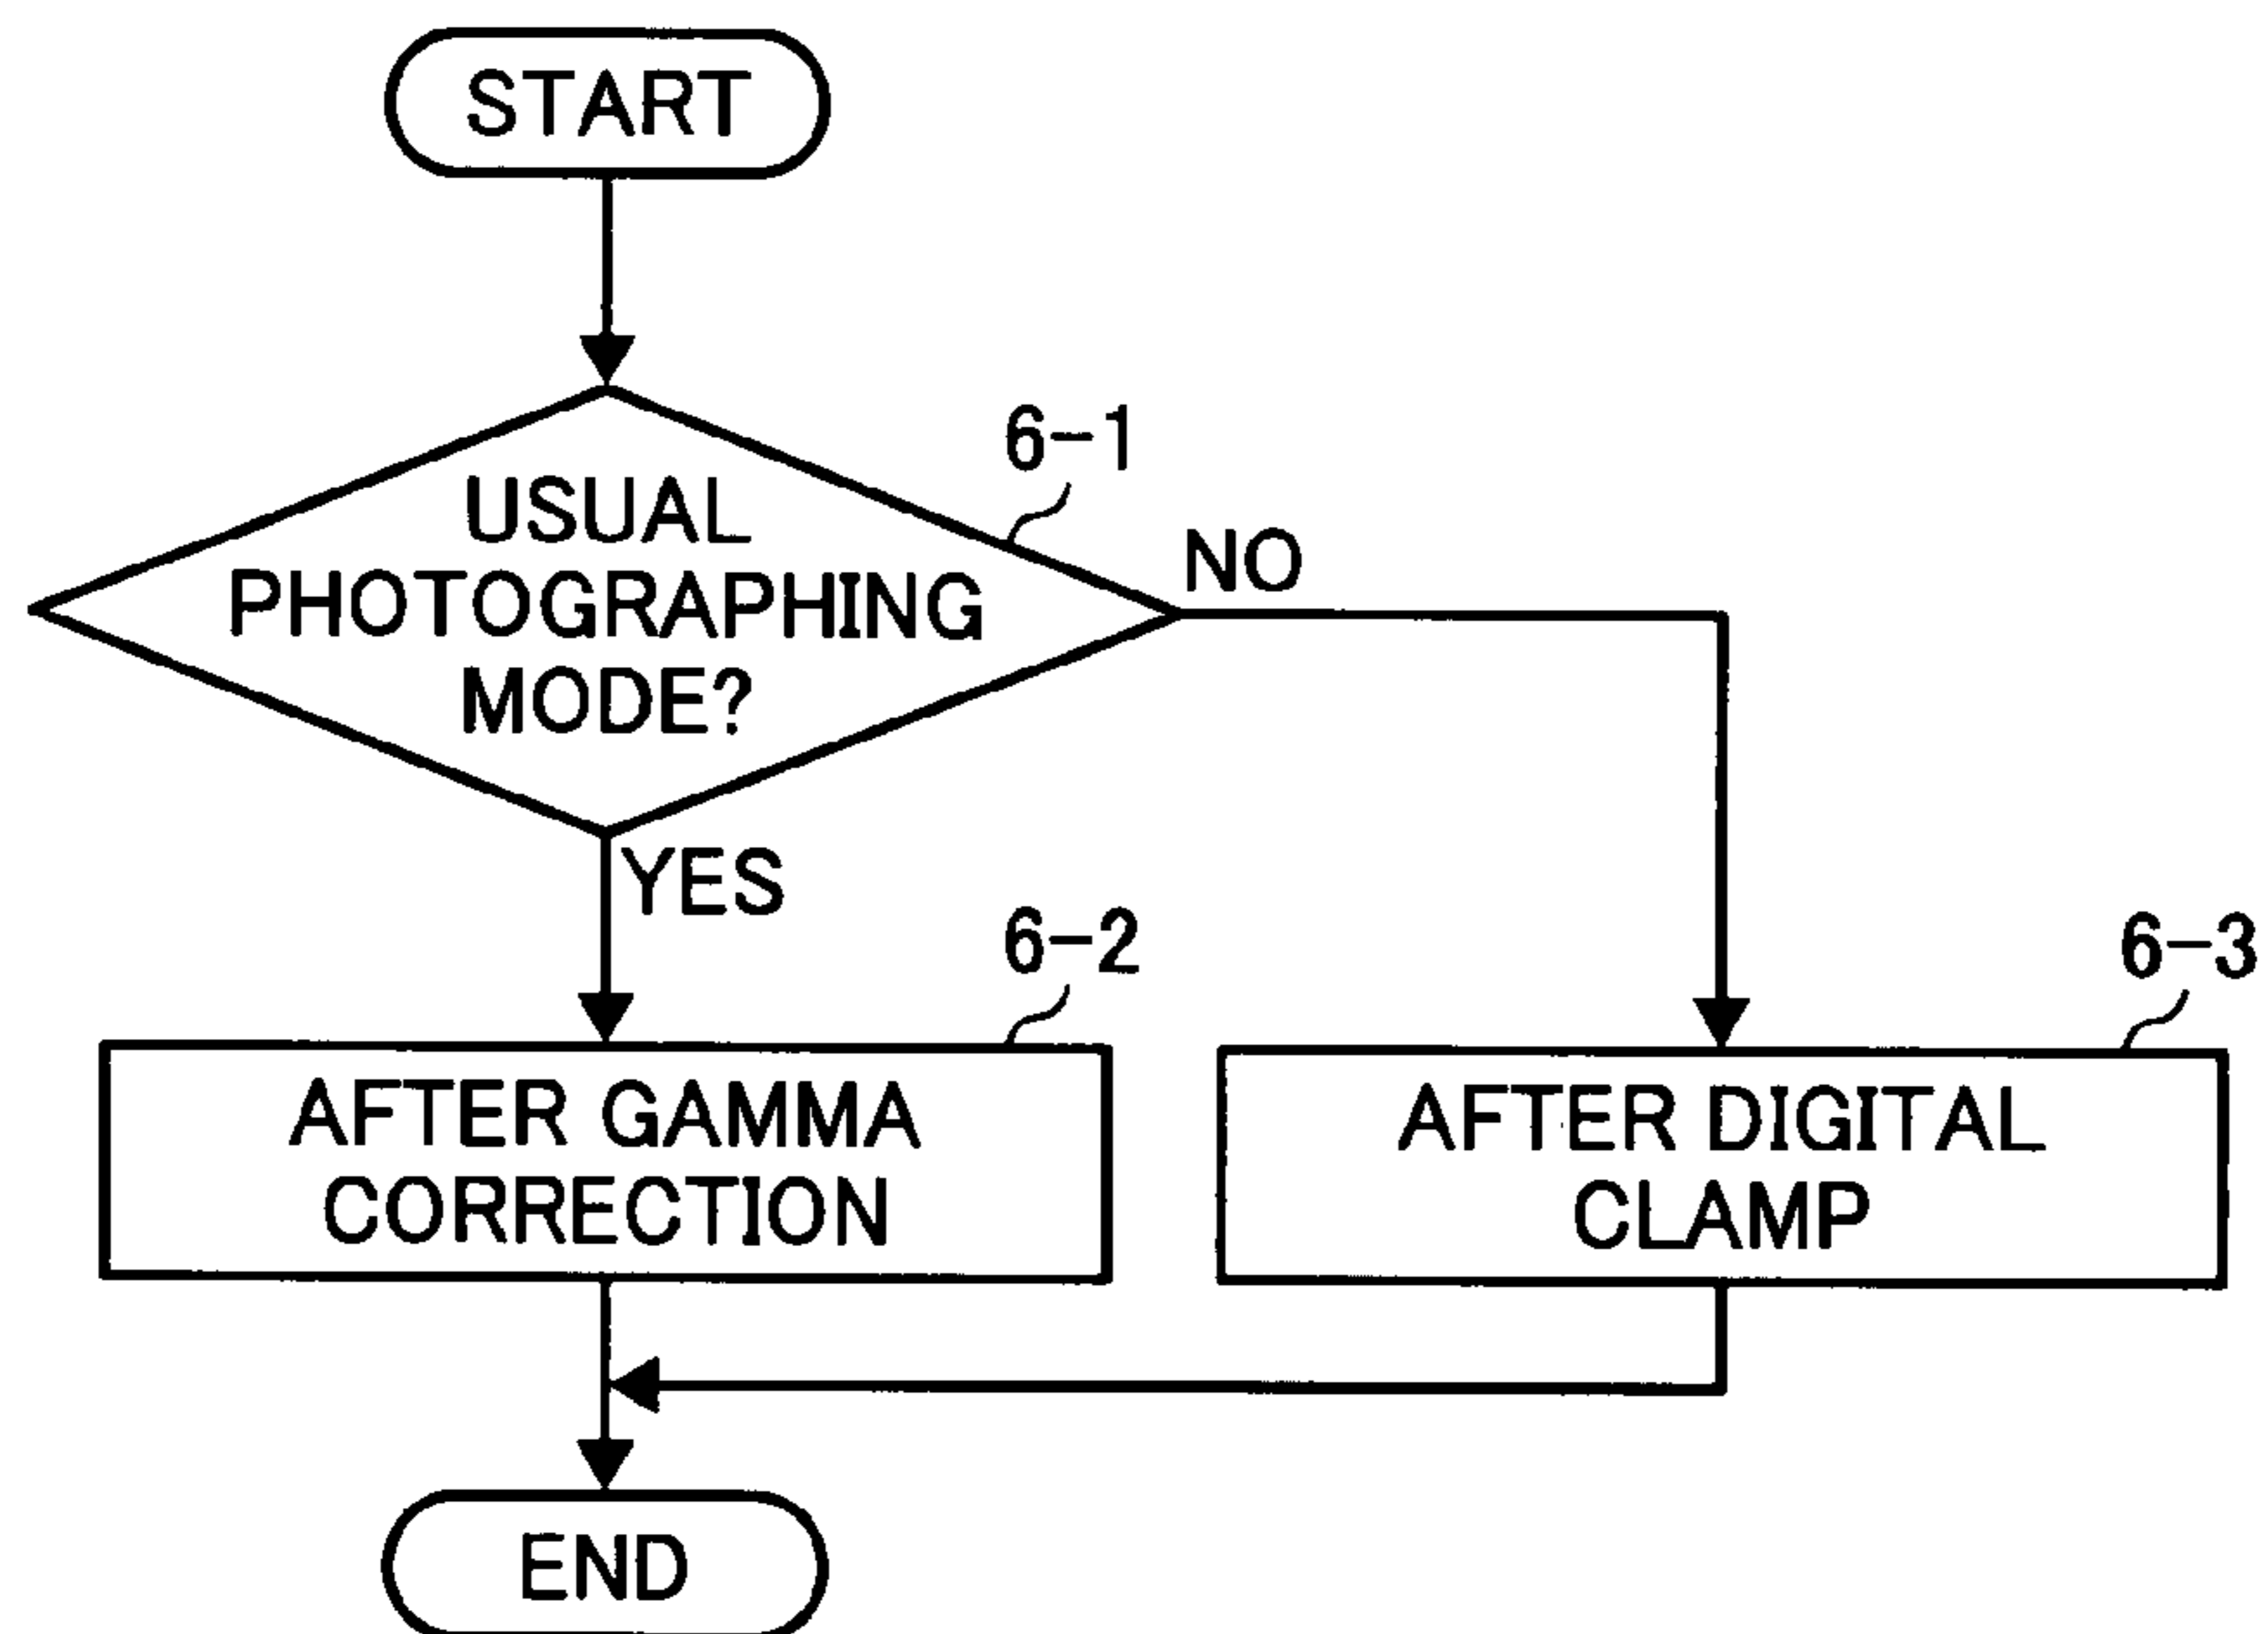 START
6-1
USUAL
PHOTOGRAPHING
MODE?
NO
YES
6-2
AFTER GAMMA
CORRECTION
6-3
AFTER DIGITAL
CLAMP
END